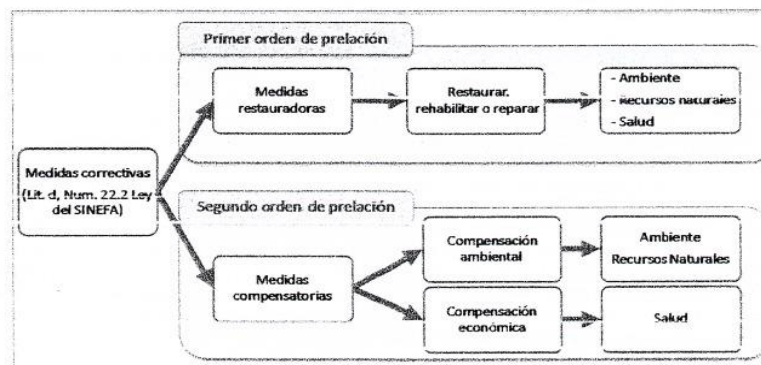 Primer orden de prelación
Medidas
restauradoras
Restaurar.
rehabilitar o reparar
- Ambiente
- Recursos naturales
- Salud
Medidas correctivas
(Lit. d, Num. 22.2 Ley
del SINEFA)
Segundo orden de prelación
Medidas
compensatorias
Compensación
ambiental
Ambiente
Recursos Naturales
Compensación
económica
Salud